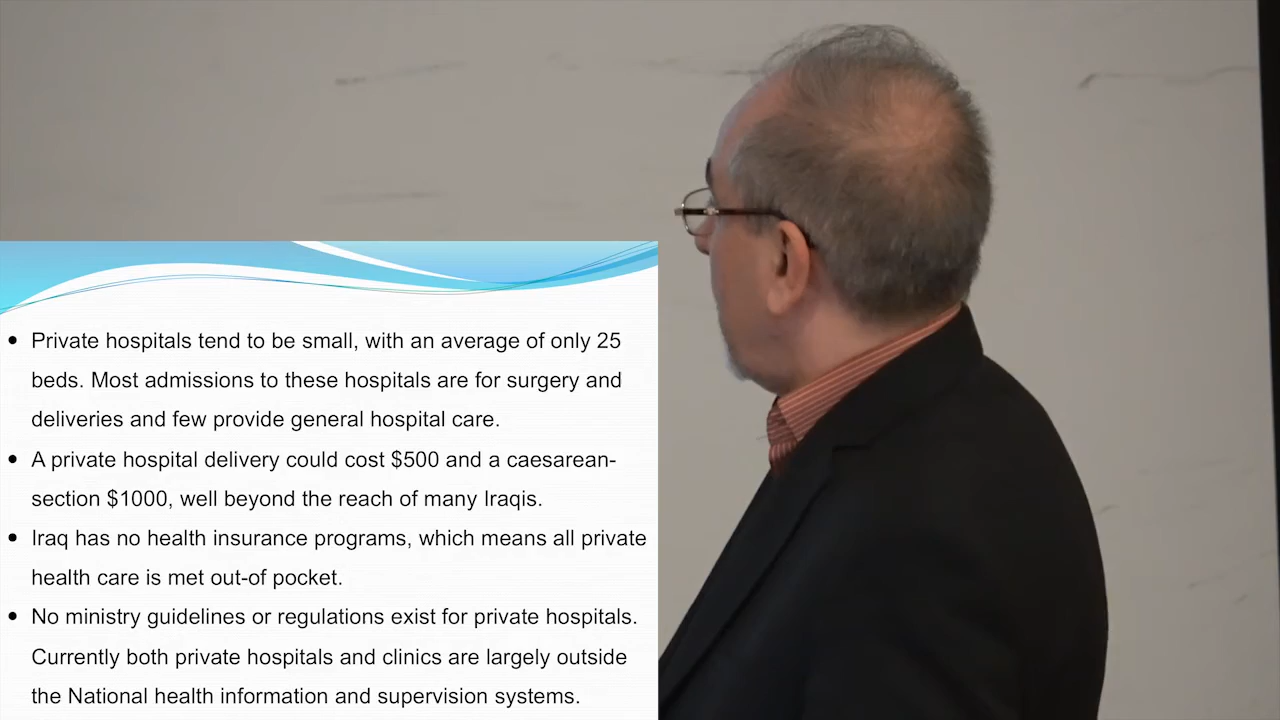 • Private hospitals tend to be small, with an average of only 25
beds. Most admissions to these hospitals are for surgery and
deliveries and few provide general hospital care.
• A private hospital delivery could cost $500 and a caesarean-
section $1000, well beyond the reach of many Iraqis.
• Iraq has no health insurance programs, which means all private
health care is met out-of pocket.
• No ministry guidelines or regulations exist for private hospitals.
Currently both private hospitals and clinics are largely outside
the National health information and supervision systems.